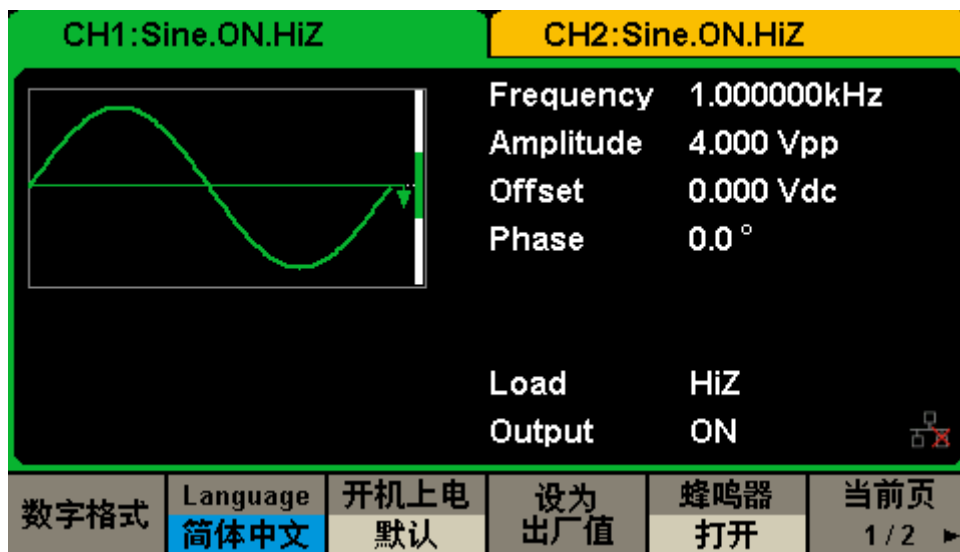 CH1:Sine.ON.HiZ
CH2:Sine.ON.HiZ
Frequency 1.000000kHz
Amplitude 4.000 Vpp
Offset 0.000 Vdc
Phase 0.0 °
Load HiZ
Output ON
数字格式
Language
简体中文
开机上电
默认
设为
出厂值
蜂鸣器
打开
当前页
1/2